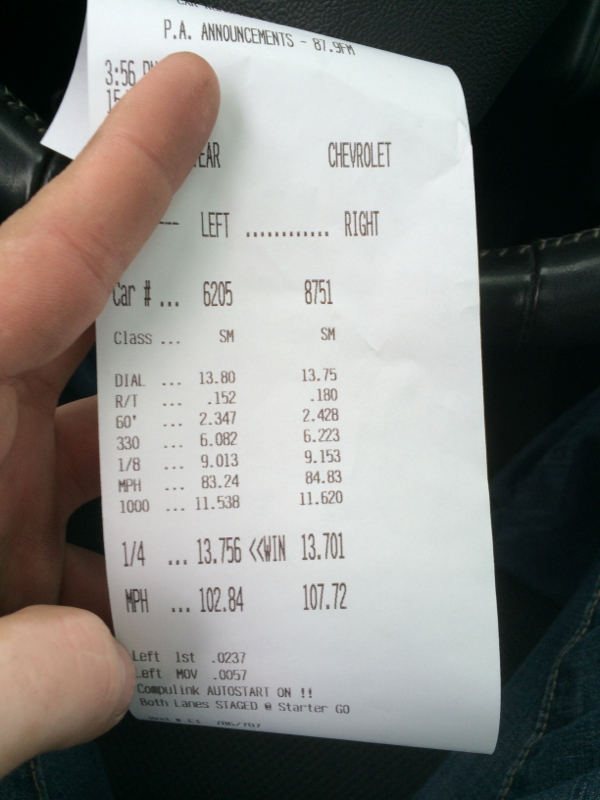 P.A. ANNOUNCEMENTS - 87.9FM
3:56
CHEVROLET
LEFT ............ RIGHT
Car # ... 6205 8751
Class ... SM SM
DIAL ... 13.80 13.75
R/T ... .152 .180
60' ... 2.347 2.428
330 ... 6.082 6.223
1/8 ... 9.013 9.153
MPH ... 83.24 84.83
1000 ... 11.538 11.620
1/4 ... 13.756 <<WIN 13.701
MPH ... 102.84 107.72
Left 1st .0237
Left MOV .0057
Compulink AUTOSTART ON !!
Both Lanes STAGED @ Starter GO